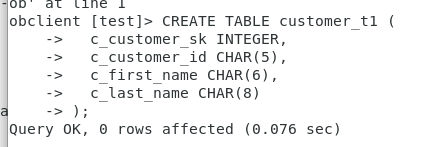 -ob' at line 1
obclient [test]> CREATE TABLE customer_t1 (
    ->   c_customer_sk INTEGER,
    ->   c_customer_id CHAR(5),
    ->   c_first_name CHAR(6),
    ->   c_last_name CHAR(8)
a    -> );
Query OK, 0 rows affected (0.076 sec)